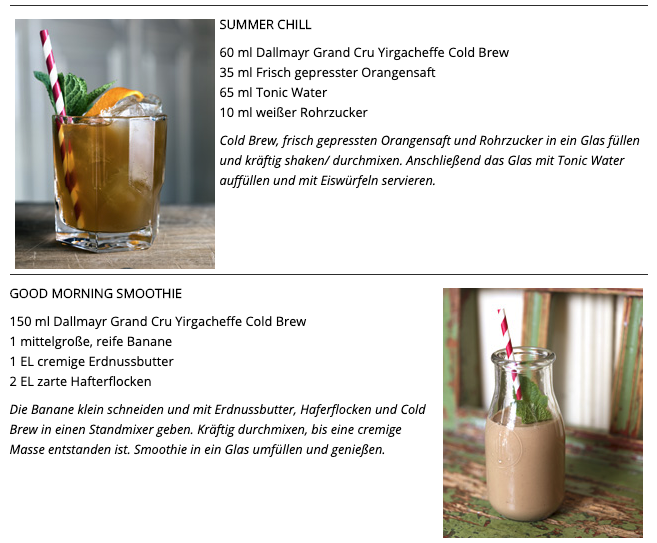 SUMMER CHILL
60 ml Dallmayr Grand Cru Yirgacheffe Cold Brew
35 ml Frisch gepresster Orangensaft
65 ml Tonic Water
10 ml weißer Rohrzucker
Cold Brew, frisch gepressten Orangensaft und Rohrzucker in ein Glas füllen
und kräftig shaken/ durchmixen. Anschließend das Glas mit Tonic Water
auffüllen und mit Eiswürfeln servieren.
GOOD MORNING SMOOTHIE
150 ml Dallmayr Grand Cru Yirgacheffe Cold Brew
1 mittelgroße, reife Banane
1 EL cremige Erdnussbutter
2 EL zarte Hafterflocken
Die Banane klein schneiden und mit Erdnussbutter, Haferflocken und Cold
Brew in einen Standmixer geben. Kräftig durchmixen, bis eine cremige
Masse entstanden ist. Smoothie in ein Glas umfüllen und genießen.